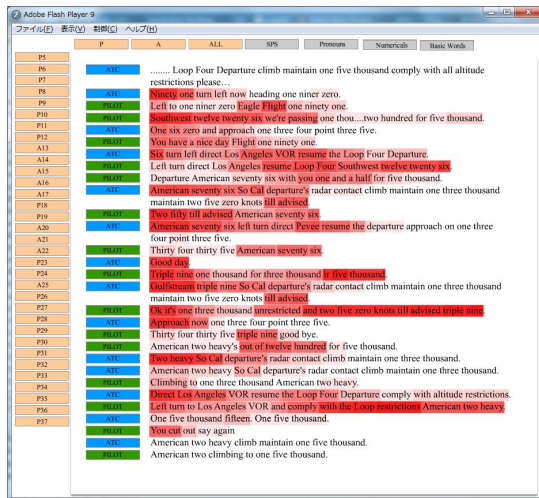 Adobe Flash Player 9
ファイル(F) 表示(V) 制御(C) ヘルプ(H)
P A ALL SPS Pronouns Numericals Basic Words
P5
P6
P7
P8
P9
P10
P11
P12
A13
A14
A15
A16
A17
P18
P19
A20
A21
A22
P23
P24
A25
P26
P27
P28
P29
P30
P31
P32
P33
P34
P35
P36
P37
ATC ........ Loop Four Departure climb maintain one five thousand comply with all altitude
restrictions please…
ATC Ninety one turn left now heading one niner zero.
PILOT Left to one niner zero Eagle Flight one ninety one.
PILOT Southwest twelve twenty six we're passing one thou....two hundred for five thousand.
ATC One six zero and approach one three four point three five.
PILOT You have a nice day Flight one ninety one.
ATC Six turn left direct Los Angeles VOR resume the Loop Four Departure.
PILOT Left turn direct Los Angeles resume Loop Four Southwest twelve twenty six.
PILOT Departure American seventy six with you one and a half for five thousand.
ATC American seventy six So Cal departure's radar contact climb maintain one three thousand
maintain two five zero knots till advised.
PILOT Two fifty till advised American seventy six.
ATC American seventy six left turn direct Pevee resume the departure approach on one three
four point three five.
PILOT Thirty four thirty five American seventy six.
ATC Good day.
PILOT Triple nine one thousand for three thousand ir five thousand.
ATC Gulfstream triple nine So Cal departure's radar contact climb maintain one three thousand
maintain two five zero knots till advised.
PILOT Ok it's one three thousand unrestricted and two five zero knots till advised triple nine.
ATC Approach now one three four point three five.
PILOT Thirty four thirty five triple nine good bye.
PILOT American two heavy's out of twelve hundred for five thousand.
ATC Two heavy So Cal departure's radar contact climb maintain one three thousand.
ATC American two heavy So Cal departure's radar contact climb maintain one three thousand.
PILOT Climbing to one three thousand American two heavy.
ATC Direct Los Angeles VOR resume the Loop Four Departure comply with altitude restrictions.
PILOT Left turn to Los Angeles VOR and comply with the Loop restrictions American two heavy.
ATC One five thousand fifteen. One five thousand.
PILOT You cut out say again
ATC American two heavy climb maintain one five thousand.
PILOT American two climbing to one five thousand.